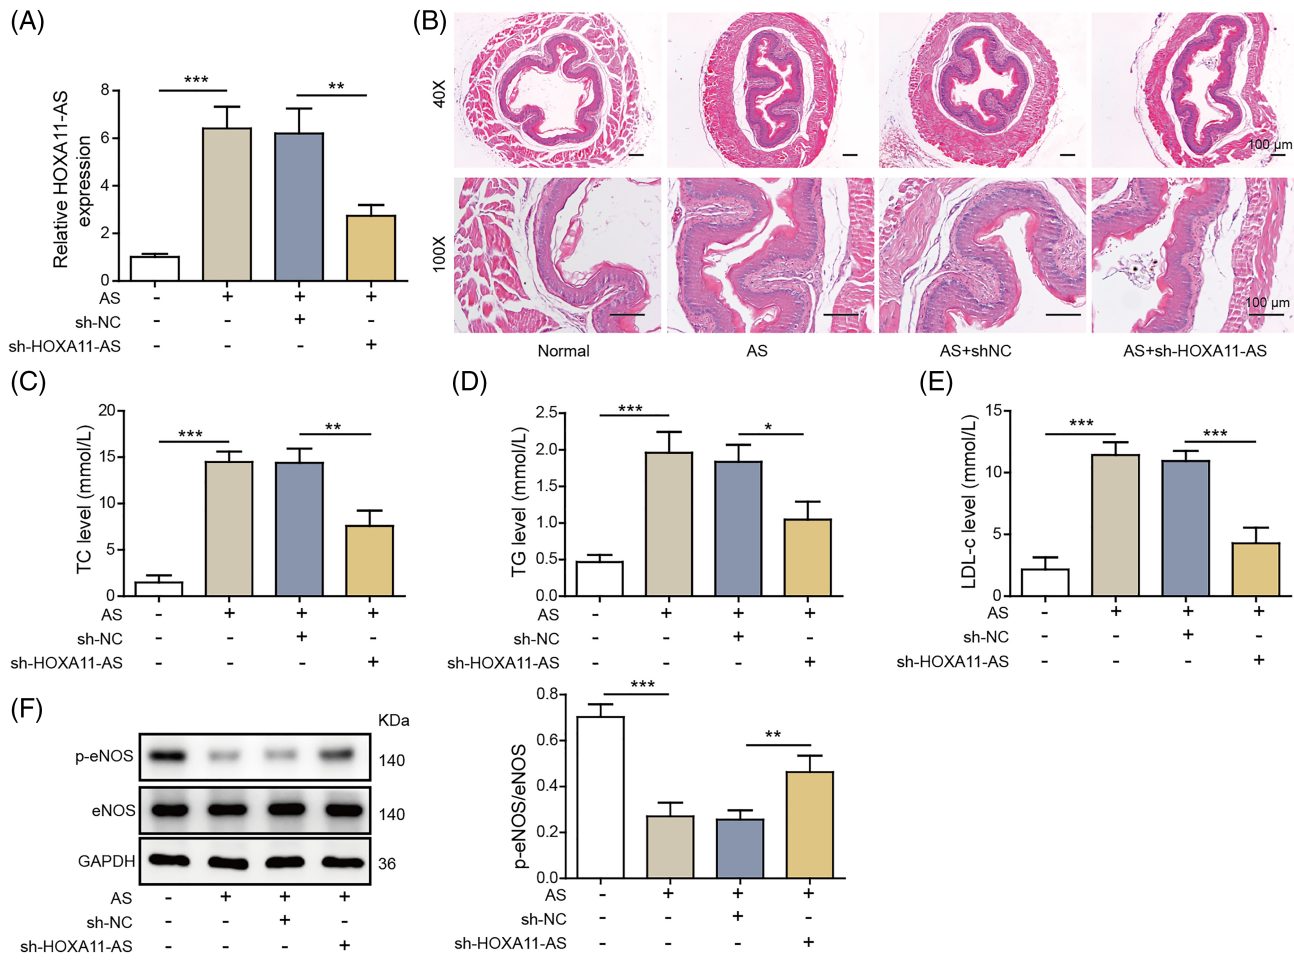 (A)
***
**
8
6
4
2
0
Relative HOXA11-AS
expression
AS - + + +
sh-NC - - + -
sh-HOXA11-AS - - - +
(B)
40X
100 μm
100X
100 μm
Normal AS AS+shNC AS+sh-HOXA11-AS
(C)
***
**
20
15
10
5
0
TC level (mmol/L)
AS - + + +
sh-NC - - + -
sh-HOXA11-AS - - - +
(D)
***
*
2.5
2.0
1.5
1.0
0.5
0.0
TG level (mmol/L)
AS - + + +
sh-NC - - + -
sh-HOXA11-AS - - - +
(E)
***
***
15
10
5
0
LDL-c level (mmol/L)
AS - + + +
sh-NC - - + -
sh-HOXA11-AS - - - +
(F)
KDa
p-eNOS 140
eNOS 140
GAPDH 36
AS - + + +
sh-NC - - + -
sh-HOXA11-AS - - - +
***
**
0.8
0.6
0.4
0.2
0.0
p-eNOS/eNOS
AS - + + +
sh-NC - - + -
sh-HOXA11-AS - - - +